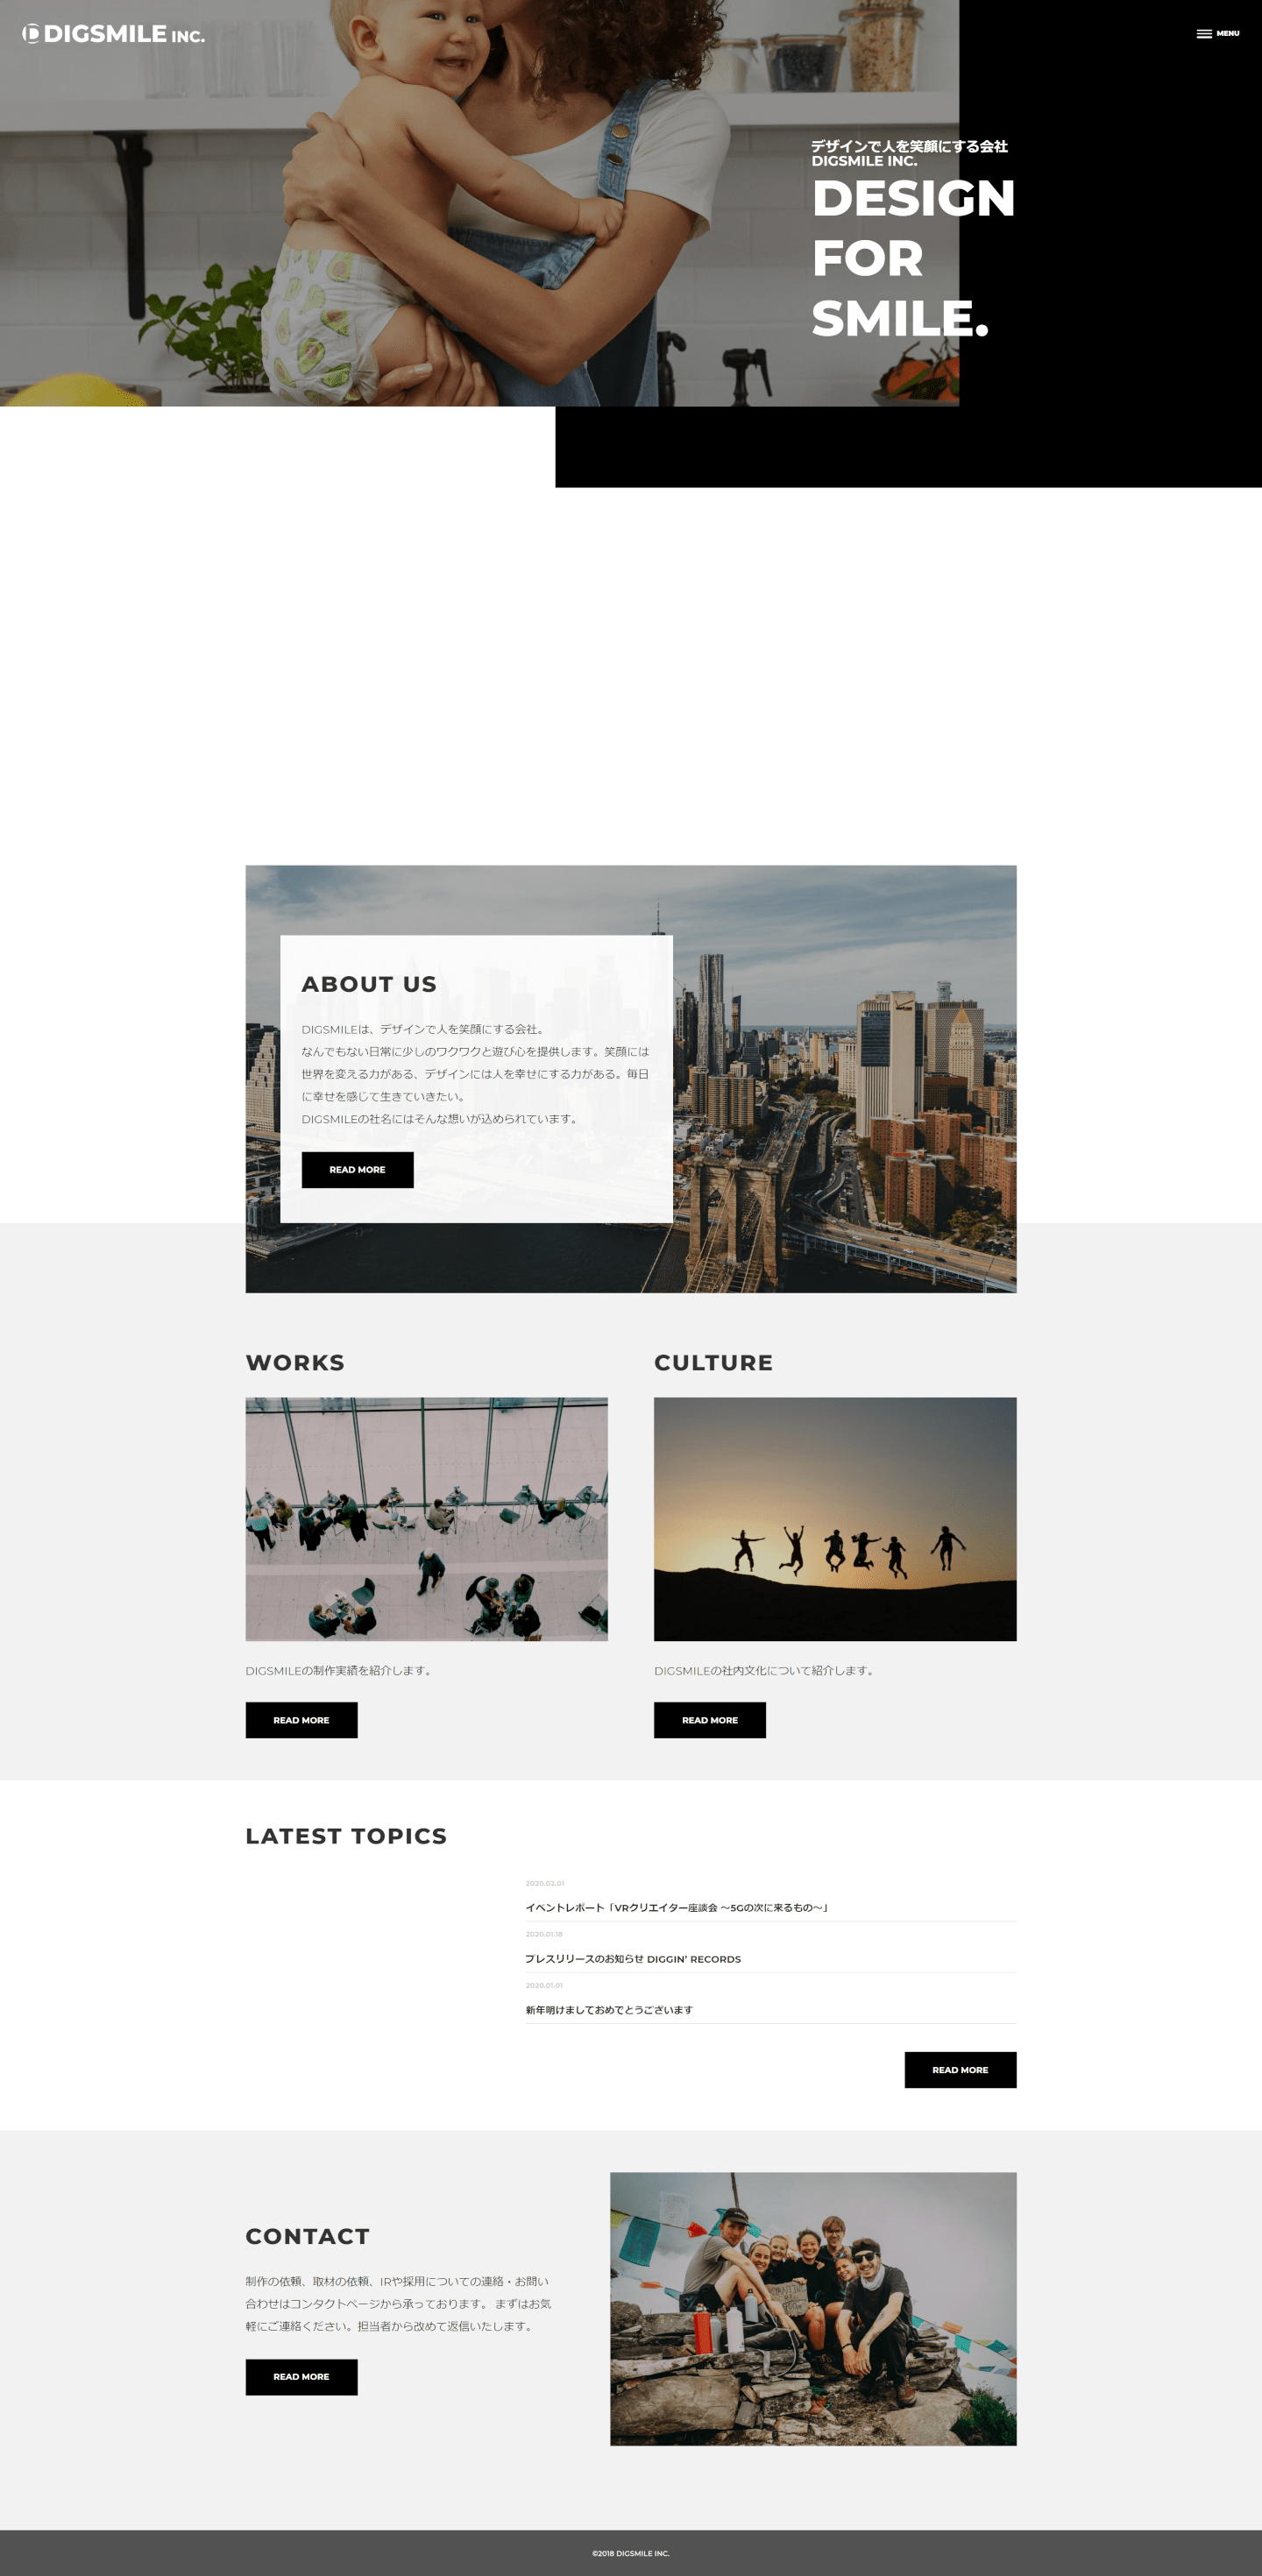 DIGSMILE INC.
MENU
デザインで人を笑顔にする会社
DIGSMILE INC.
DESIGN
FOR
SMILE.
ABOUT US
DIGSMILEは、デザインで人を笑顔にする会社。
なんでもない日常に少しのワクワクと遊び心を提供します。笑顔には
世界を変える力がある、デザインには人を幸せにする力がある。毎日
に幸せを感じて生きていきたい。
DIGSMILEの社名にはそんな想いが込められています。
READ MORE
WORKS
DIGSMILEの制作実績を紹介します。
READ MORE
CULTURE
DIGSMILEの社内文化について紹介します。
READ MORE
LATEST TOPICS
2020.02.01
イベントレポート「VRクリエイター座談会 〜5Gの次に来るもの〜」
2020.01.18
プレスリリースのお知らせ DIGGIN’ RECORDS
2020.01.01
新年明けましておめでとうございます
READ MORE
CONTACT
制作の依頼、取材の依頼、IRや採用についての連絡・お問い
合わせはコンタクトページから承っております。 まずはお気
軽にご連絡ください。担当者から改めて返信いたします。
READ MORE
©2018 DIGSMILE INC.